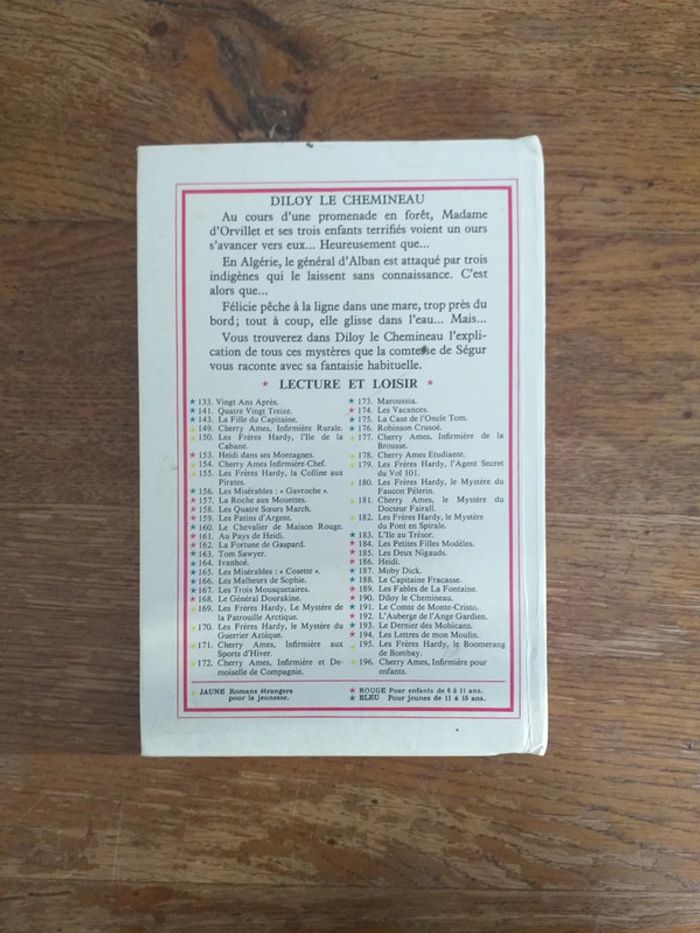 DILOY LE CHEMINEAU
Au cours d'une promenade en forêt, Madame
d'Orvillet et ses trois enfants terrifiés voient un ours
s'avancer vers eux... Heureusement que...
En Algérie, le général d'Alban est attaqué par trois
indigènes qui le laissent sans connaissance. C'est
alors que...
Félicie pêche à la ligne dans une mare, trop près du
bord; tout à coup, elle glisse dans l'eau... Mais...
Vous trouverez dans Diloy le Chemineau l'expli-
cation de tous ces mystères que la comtesse de Ségur
vous raconte avec sa fantaisie habituelle.
★ LECTURE ET LOISIR ★
★ 133. Vingt Ans Après.
★ 141. Quatre Vingt Treize.
★ 143. La Fille du Capitaine.
★ 149. Cherry Ames, Infirmière Rurale.
★ 150. Les Frères Hardy, l'Ile de la
Cabane.
★ 153. Heidi dans ses Montagnes.
★ 154. Cherry Ames Infirmière-Chef.
★ 155. Les Frères Hardy, la Colline aux
Pirates.
★ 156. Les Misérables : « Gavroche ».
★ 157. La Roche aux Mouettes.
★ 158. Les Quatre Sœurs March.
★ 159. Les Patins d'Argent.
★ 160. Le Chevalier de Maison Rouge.
★ 161. Au Pays de Heidi.
★ 162. La Fortune de Gaspard.
★ 163. Tom Sawyer.
★ 164. Ivanhoé.
★ 165. Les Misérables : « Cosette ».
★ 166. Les Malheurs de Sophie.
★ 167. Les Trois Mousquetaires.
★ 168. Le Général Dourakine.
★ 169. Les Frères Hardy, Le Mystère de
la Patrouille Arctique.
★ 170. Les Frères Hardy, le Mystère du
Guerrier Aztèque.
★ 171. Cherry Ames, Infirmière aux
Sports d'Hiver.
★ 172. Cherry Ames, Infirmière et De-
moiselle de Compagnie.
★ 173. Maroussia.
★ 174. Les Vacances.
★ 175. La Case de l'Oncle Tom.
★ 176. Robinson Crusoé.
★ 177. Cherry Ames, Infirmière de la
Brousse.
★ 178. Cherry Ames Etudiante.
★ 179. Les Frères Hardy, l'Agent Secret
du Vol 101.
★ 180. Les Frères Hardy, le Mystère du
Faucon Pèlerin.
★ 181. Cherry Ames, le Mystère du
Docteur Fairall.
★ 182. Les Frères Hardy, le Mystère
du Pont en Spirale.
★ 183. L'Ile au Trésor.
★ 184. Les Petites Filles Modèles.
★ 185. Les Deux Nigauds.
★ 186. Heidi.
★ 187. Moby Dick.
★ 188. Le Capitaine Fracasse.
★ 189. Les Fables de La Fontaine.
★ 190. Diloy le Chemineau.
★ 191. Le Comte de Monte-Cristo.
★ 192. L'Auberge de l'Ange Gardien.
★ 193. Le Dernier des Mohicans.
★ 194. Les Lettres de mon Moulin.
★ 195. Les Frères Hardy, le Boomerang
de Bombay.
★ 196. Cherry Ames, Infirmière pour
enfants.
★ JAUNE Romans étrangers
pour la jeunesse.
★ ROUGE Pour enfants de 6 à 11 ans.
★ BLEU Pour jeunes de 11 à 15 ans.